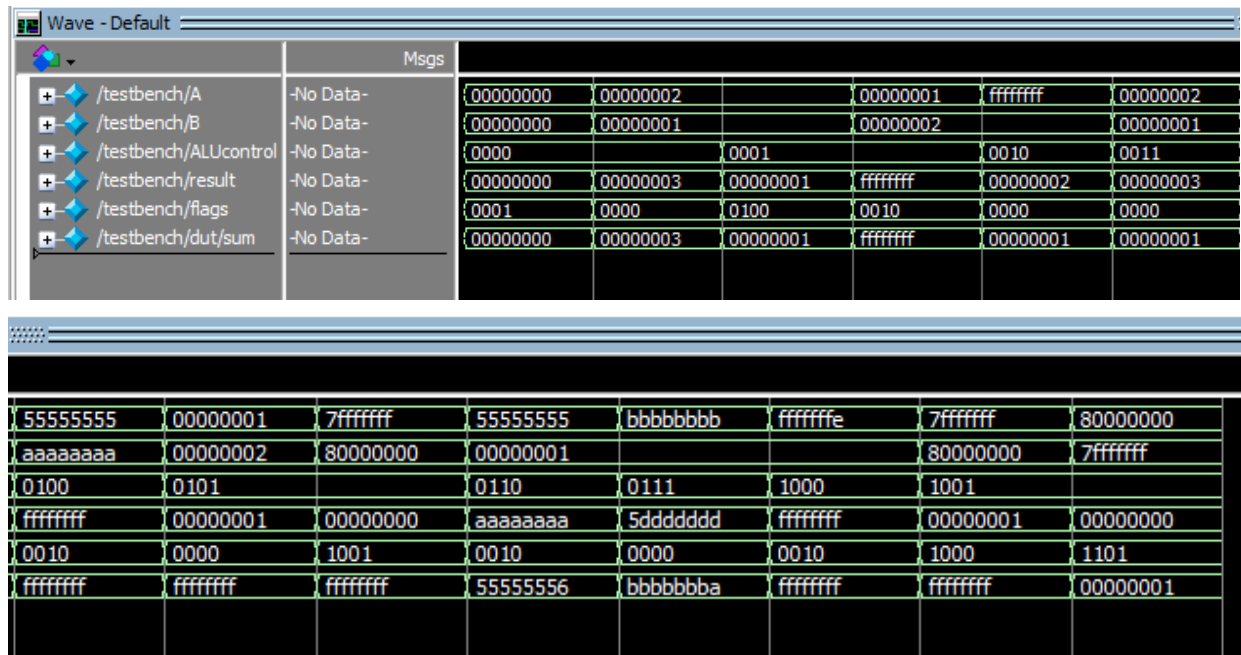 Wave - Default
Msgs
/testbench/A -No Data- 00000000 00000002 00000001 ffffffff 00000002
/testbench/B -No Data- 00000000 00000001 00000002 00000001
/testbench/ALUcontrol -No Data- 0000 0001 0010 0011
/testbench/result -No Data- 00000000 00000003 00000001 ffffffff 00000002 00000003
/testbench/flags -No Data- 0001 0000 0100 0010 0000 0000
/testbench/dut/sum -No Data- 00000000 00000003 00000001 ffffffff 00000001 00000001
55555555 00000001 7fffffff 55555555 bbbbbbbb fffffffe 7fffffff 80000000
aaaaaaaa 00000002 80000000 00000001 80000000 7fffffff
0100 0101 0110 0111 1000 1001
ffffffff 00000001 00000000 aaaaaaaa 5ddddddd ffffffff 00000001 00000000
0010 0000 1001 0010 0000 0010 1000 1101
ffffffff ffffffff ffffffff 55555556 bbbbbbba ffffffff ffffffff 00000001